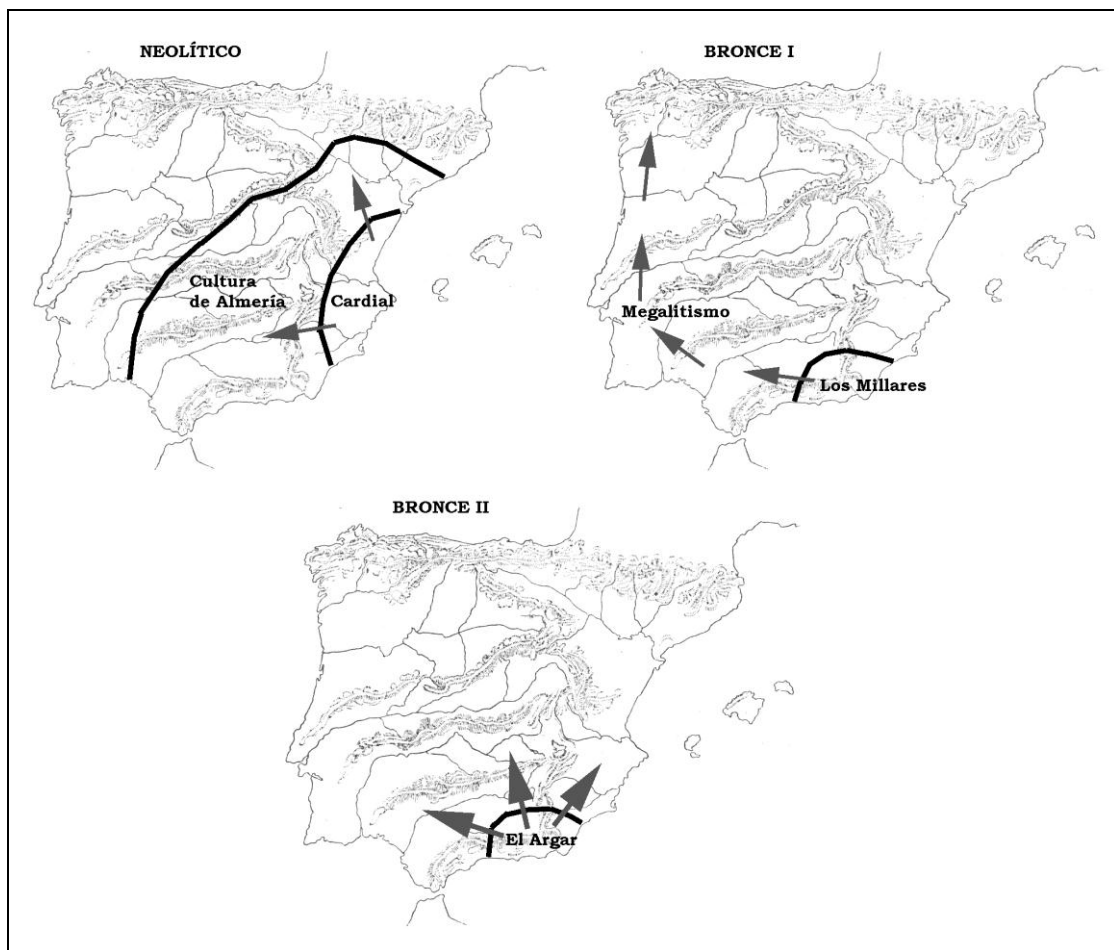 NEOLÍTICO
Cultura
de Almería
Cardial
BRONCE I
Megalitismo
Los Millares
BRONCE II
El Argar